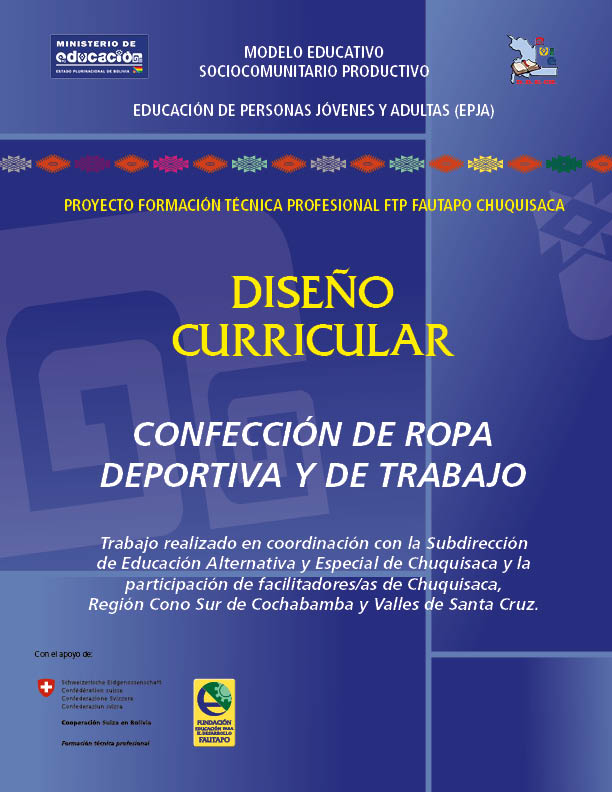 MINISTERIO DE
educación
ESTADO PLURINACIONAL DE BOLIVIA
MODELO EDUCATIVO
SOCIOCOMUNITARIO PRODUCTIVO
EDUCACIÓN DE PERSONAS JÓVENES Y ADULTAS (EPJA)
PROYECTO FORMACIÓN TÉCNICA PROFESIONAL FTP FAUTAPO CHUQUISACA
DISEÑO
CURRICULAR
CONFECCIÓN DE ROPA
DEPORTIVA Y DE TRABAJO
Trabajo realizado en coordinación con la Subdirección
de Educación Alternativa y Especial de Chuquisaca y la
participación de facilitadores/as de Chuquisaca,
Región Cono Sur de Cochabamba y Valles de Santa Cruz.
Con el apoyo de:
Schweizerische Eidgenossenschaft
Confédération suisse
Confederazione Svizzera
Confederaziun svizra
Cooperación Suiza en Bolivia
Formación técnica profesional
FUNDACIÓN
EDUCACIÓN PARA
EL DESARROLLO
FAUTAPO